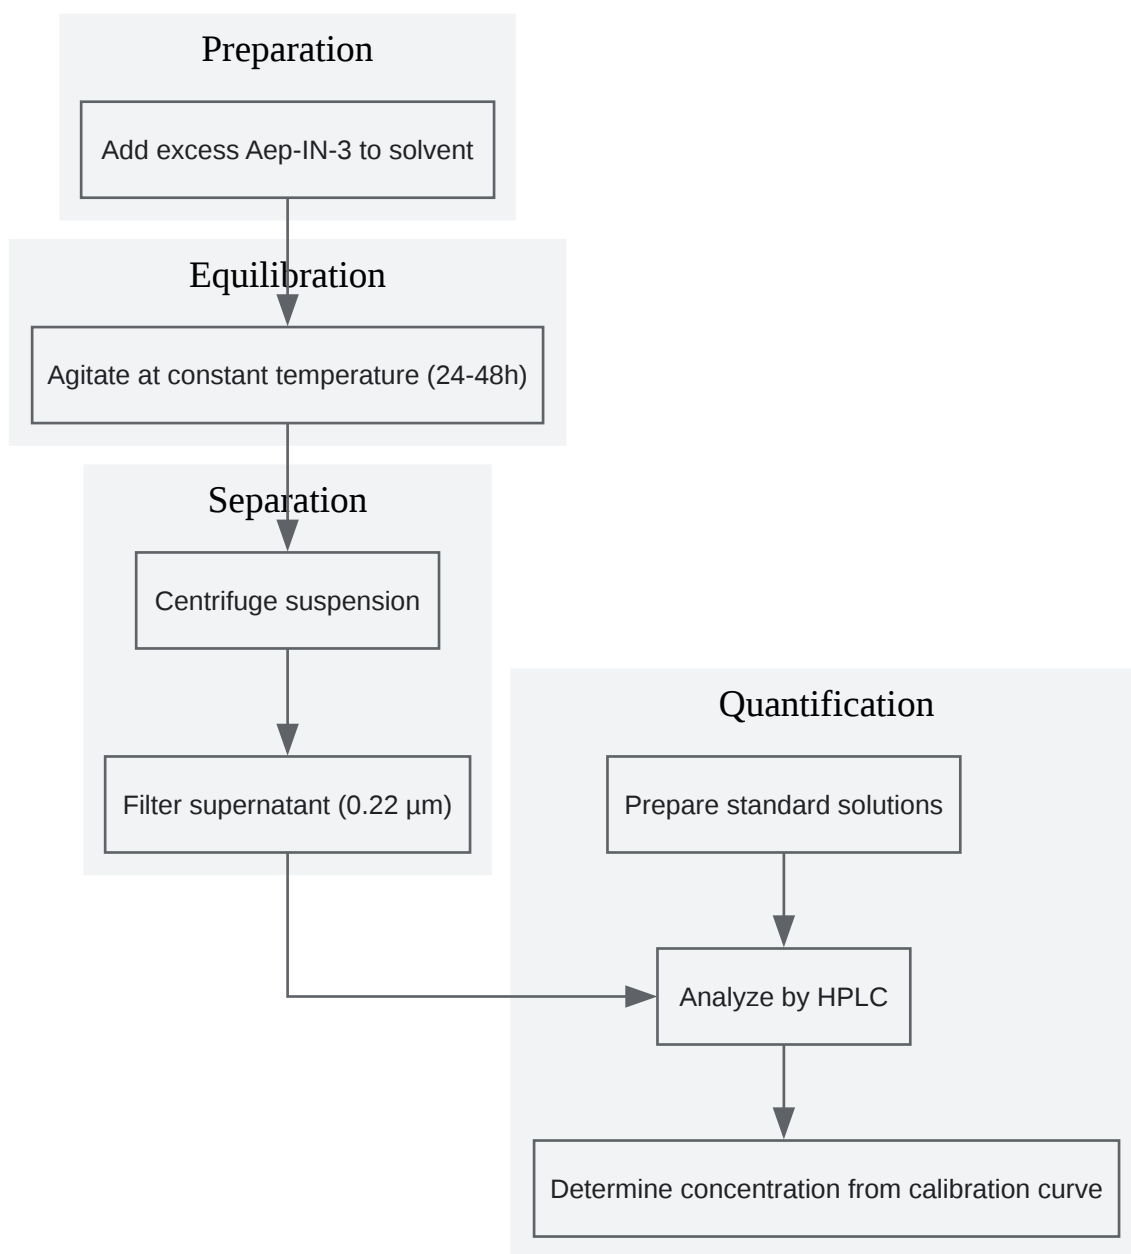 Preparation
Add excess Aep-IN-3 to solvent
Equilibration
Agitate at constant temperature (24-48h)
Separation
Centrifuge suspension
Filter supernatant (0.22 µm)
Quantification
Prepare standard solutions
Analyze by HPLC
Determine concentration from calibration curve